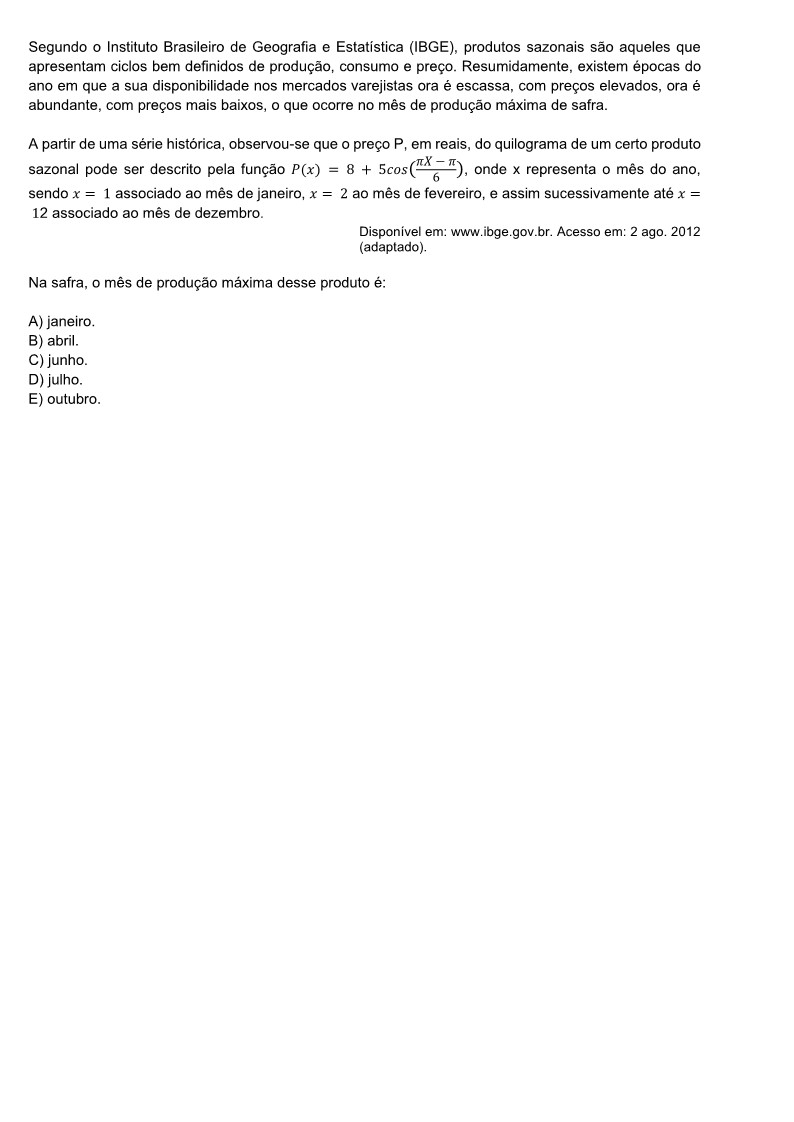 Segundo o Instituto Brasileiro de Geografia e Estatística (IBGE), produtos sazonais são aqueles que
apresentam ciclos bem definidos de produção, consumo e preço. Resumidamente, existem épocas do
ano em que a sua disponibilidade nos mercados varejistas ora é escassa, com preços elevados, ora é
abundante, com preços mais baixos, o que ocorre no mês de produção máxima de safra.
A partir de uma série histórica, observou-se que o preço P, em reais, do quilograma de um certo produto
sazonal pode ser descrito pela função P(x) = 8 + 5cos(\frac{πX − π}{6}), onde x representa o mês do ano,
sendo x = 1 associado ao mês de janeiro, x = 2 ao mês de fevereiro, e assim sucessivamente até x =
12 associado ao mês de dezembro.
Disponível em: www.ibge.gov.br. Acesso em: 2 ago. 2012
(adaptado).
Na safra, o mês de produção máxima desse produto é:
A) janeiro.
B) abril.
C) junho.
D) julho.
E) outubro.